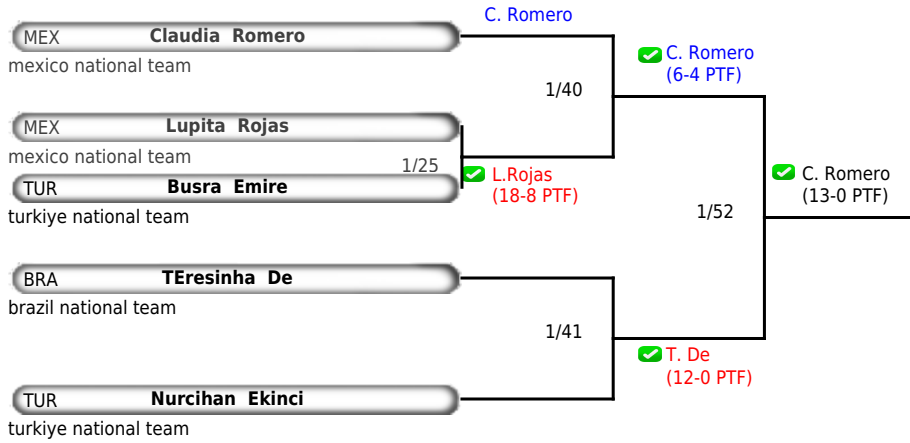 C. Romero
MEX Claudia Romero
mexico national team
C. Romero
(6-4 PTF)
1/40
MEX Lupita Rojas
mexico national team
1/25
L.Rojas
(18-8 PTF)
TUR Busra Emire
turkiye national team
C. Romero
(13-0 PTF)
1/52
BRA TEresinha De
brazil national team
1/41
T. De
(12-0 PTF)
TUR Nurcihan Ekinci
turkiye national team